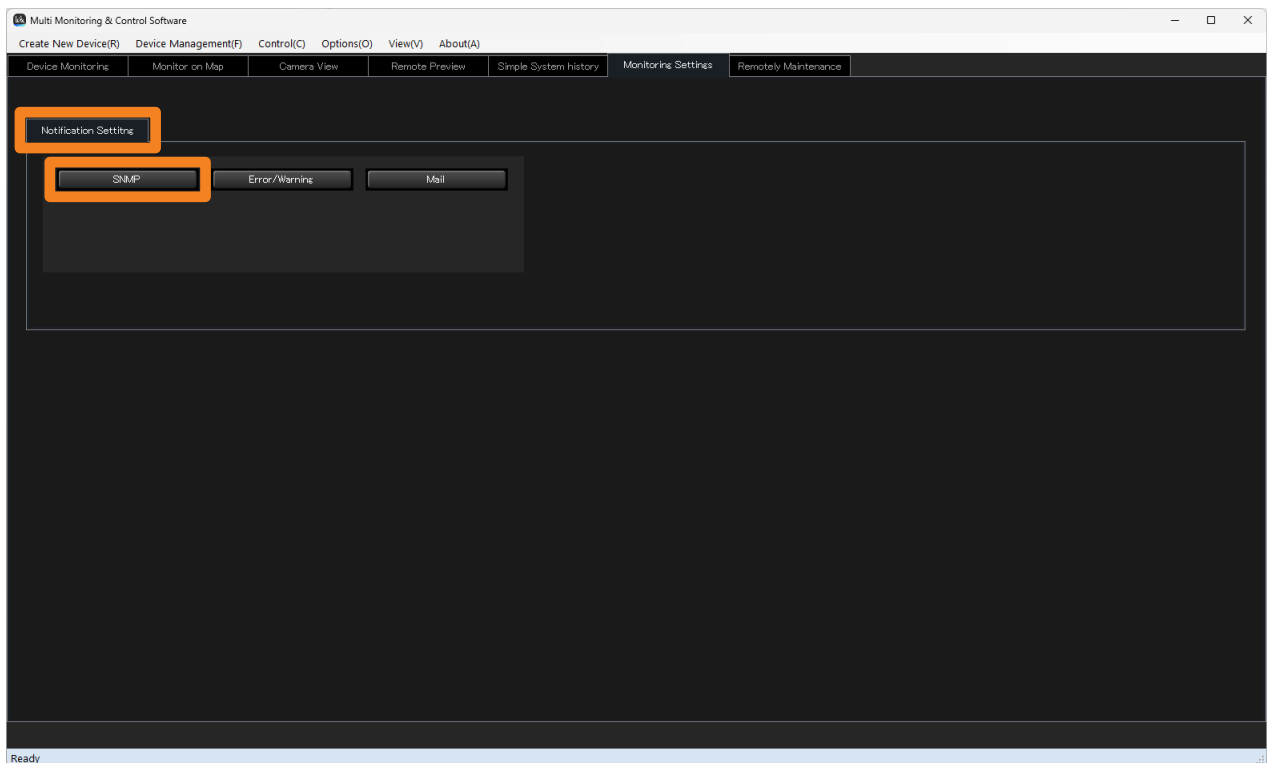 Multi Monitoring & Control Software
Create New Device(R) Device Management(F) Control(C) Options(O) View(V) About(A)
Device Monitoring Monitor on Map Camera View Remote Preview Simple System history Monitoring Settings Remotely Maintenance
Notification Settitng
SNMP Error/Warning Mail
Ready